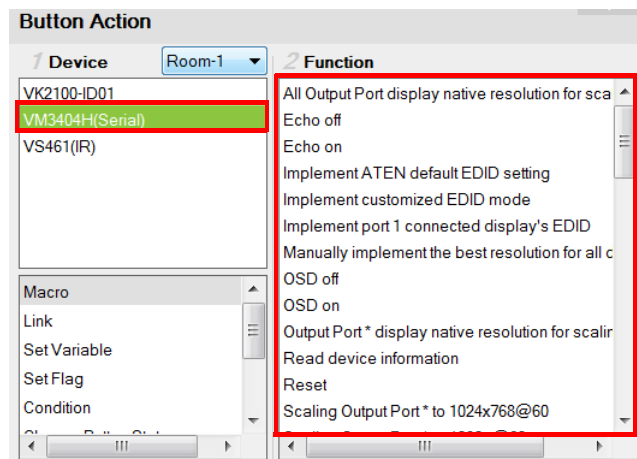 Button Action
1 Device
Room-1
2 Function
VK2100-ID01
VM3404H(Serial)
VS461(IR)
Macro
Link
Set Variable
Set Flag
Condition
All Output Port display native resolution for sca
Echo off
Echo on
Implement ATEN default EDID setting
Implement customized EDID mode
Implement port 1 connected display's EDID
Manually implement the best resolution for all c
OSD off
OSD on
Output Port * display native resolution for scalin
Read device information
Reset
Scaling Output Port * to 1024x768@60